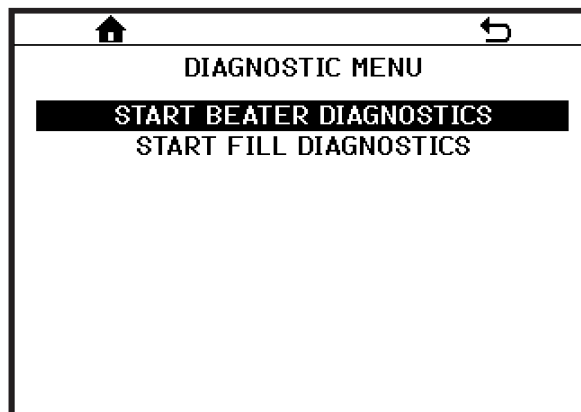 DIAGNOSTIC MENU
START BEATER DIAGNOSTICS
START FILL DIAGNOSTICS